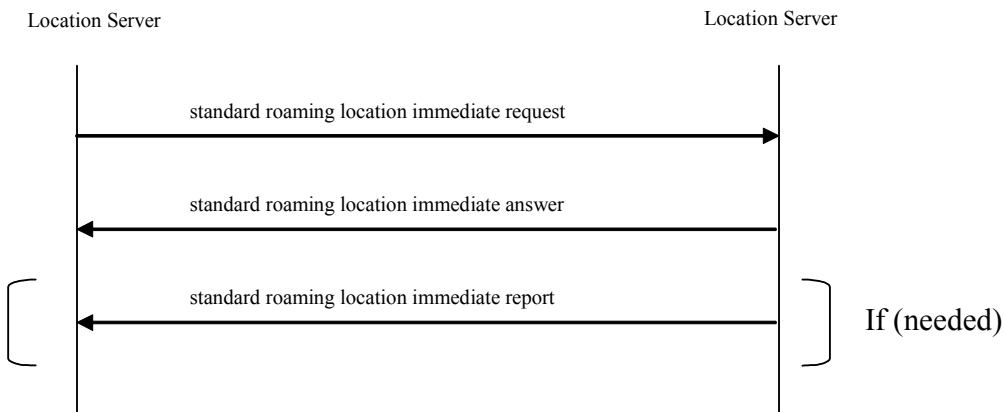 Location Server
Location Server
standard roaming location immediate request
standard roaming location immediate answer
standard roaming location immediate report
If (needed)